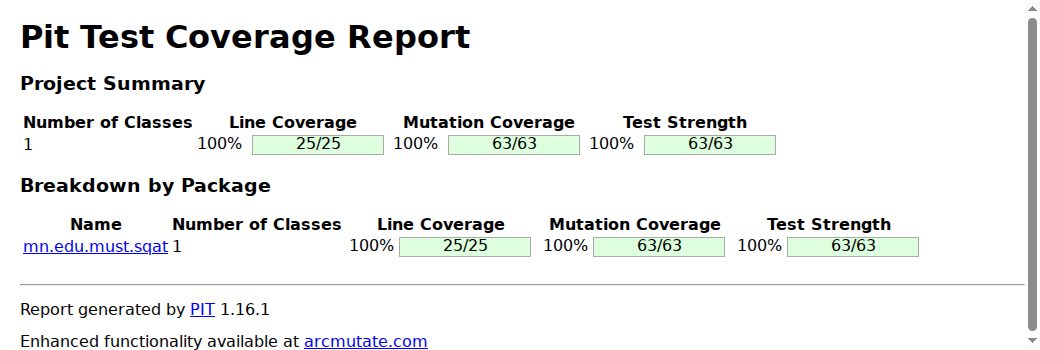 Pit Test Coverage Report
Project Summary
Number of Classes Line Coverage Mutation Coverage Test Strength
1 100% 25/25 100% 63/63 100% 63/63
Breakdown by Package
Name Number of Classes Line Coverage Mutation Coverage Test Strength
mn.edu.must.sqat 1 100% 25/25 100% 63/63 100% 63/63
Report generated by PIT 1.16.1
Enhanced functionality available at arcmutate.com